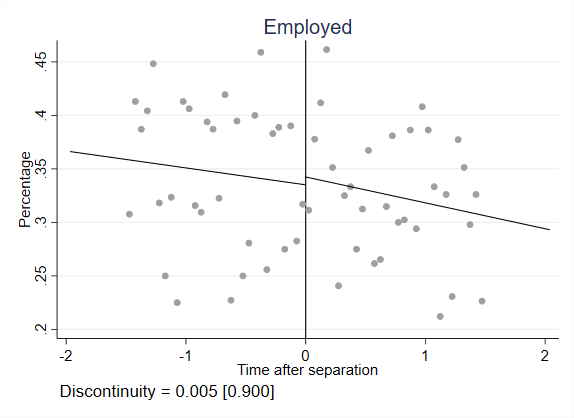 Employed
Percentage
.45
.4
.35
.3
.25
.2
-2 -1 0 1 2
Time after separation
Discontinuity = 0.005 [0.900]